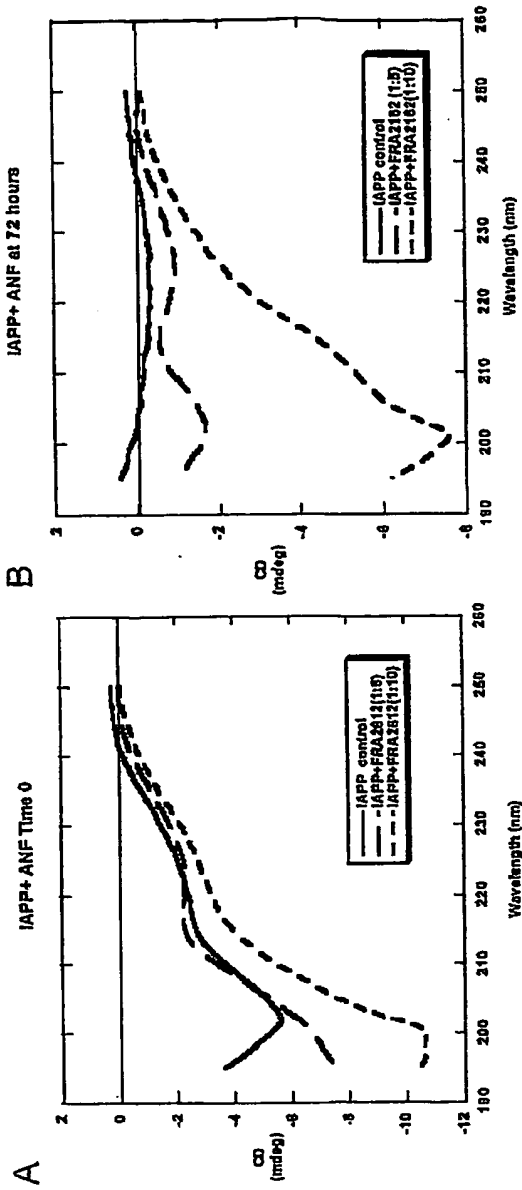 A
IAPP+ ANF Time 0
2
0
-2
-4
-6
-8
-10
-12
CD
(mdeg)
190
200
210
220
230
240
250
260
Wavelength (nm)
IAPP control
IAPP+FRA2612(1:5)
IAPP+FRA2612(1:10)
B
IAPP+ ANF at 72 hours
2
0
-2
-4
-6
-8
CD
(mdeg)
190
200
210
220
230
240
250
260
Wavelength (nm)
IAPP control
IAPP+FRA2162 (1:5)
IAPP+FRA2162(1:10)